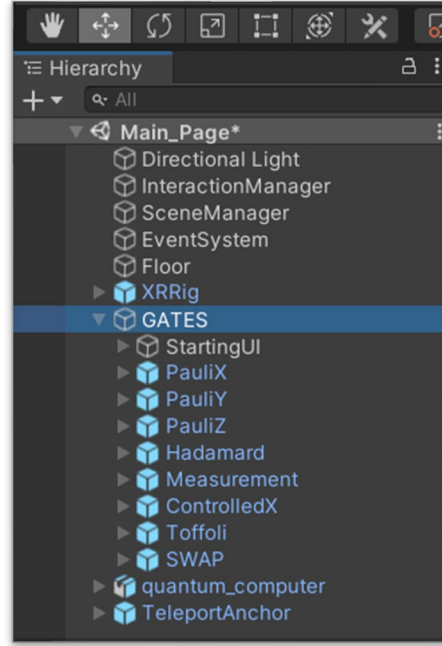 Hierarchy
All
Main_Page*
Directional Light
InteractionManager
SceneManager
EventSystem
Floor
XRRig
GATES
StartingUI
PauliX
PauliY
PauliZ
Hadamard
Measurement
ControlledX
Toffoli
SWAP
quantum_computer
TeleportAnchor